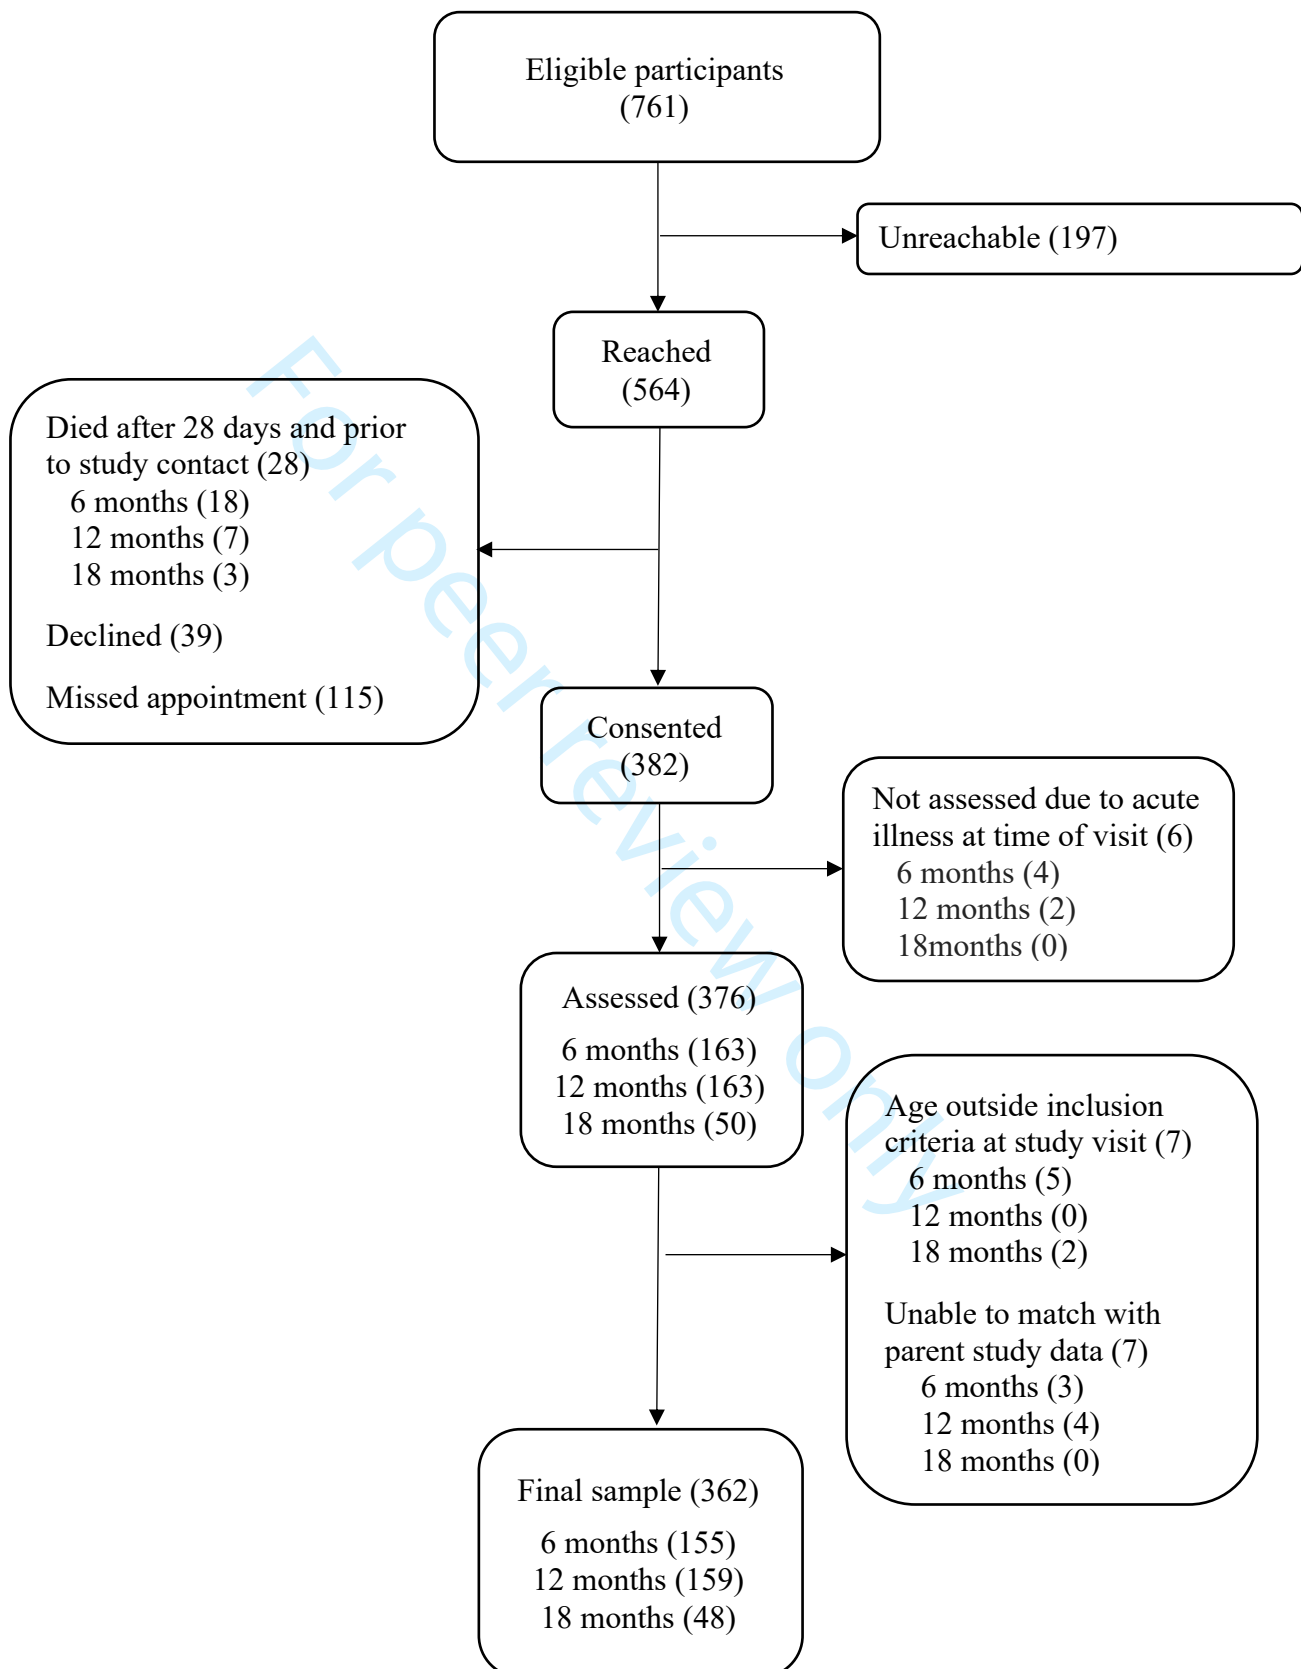 Eligible participants
(761)
Unreachable (197)
Reached
(564)
Died after 28 days and prior
to study contact (28)
6 months (18)
12 months (7)
18 months (3)
Declined (39)
Missed appointment (115)
Consented
(382)
Not assessed due to acute
illness at time of visit (6)
6 months (4)
12 months (2)
18months (0)
Assessed (376)
6 months (163)
12 months (163)
18 months (50)
Age outside inclusion
criteria at study visit (7)
6 months (5)
12 months (0)
18 months (2)
Unable to match with
parent study data (7)
6 months (3)
12 months (4)
18 months (0)
Final sample (362)
6 months (155)
12 months (159)
18 months (48)
For peer review only